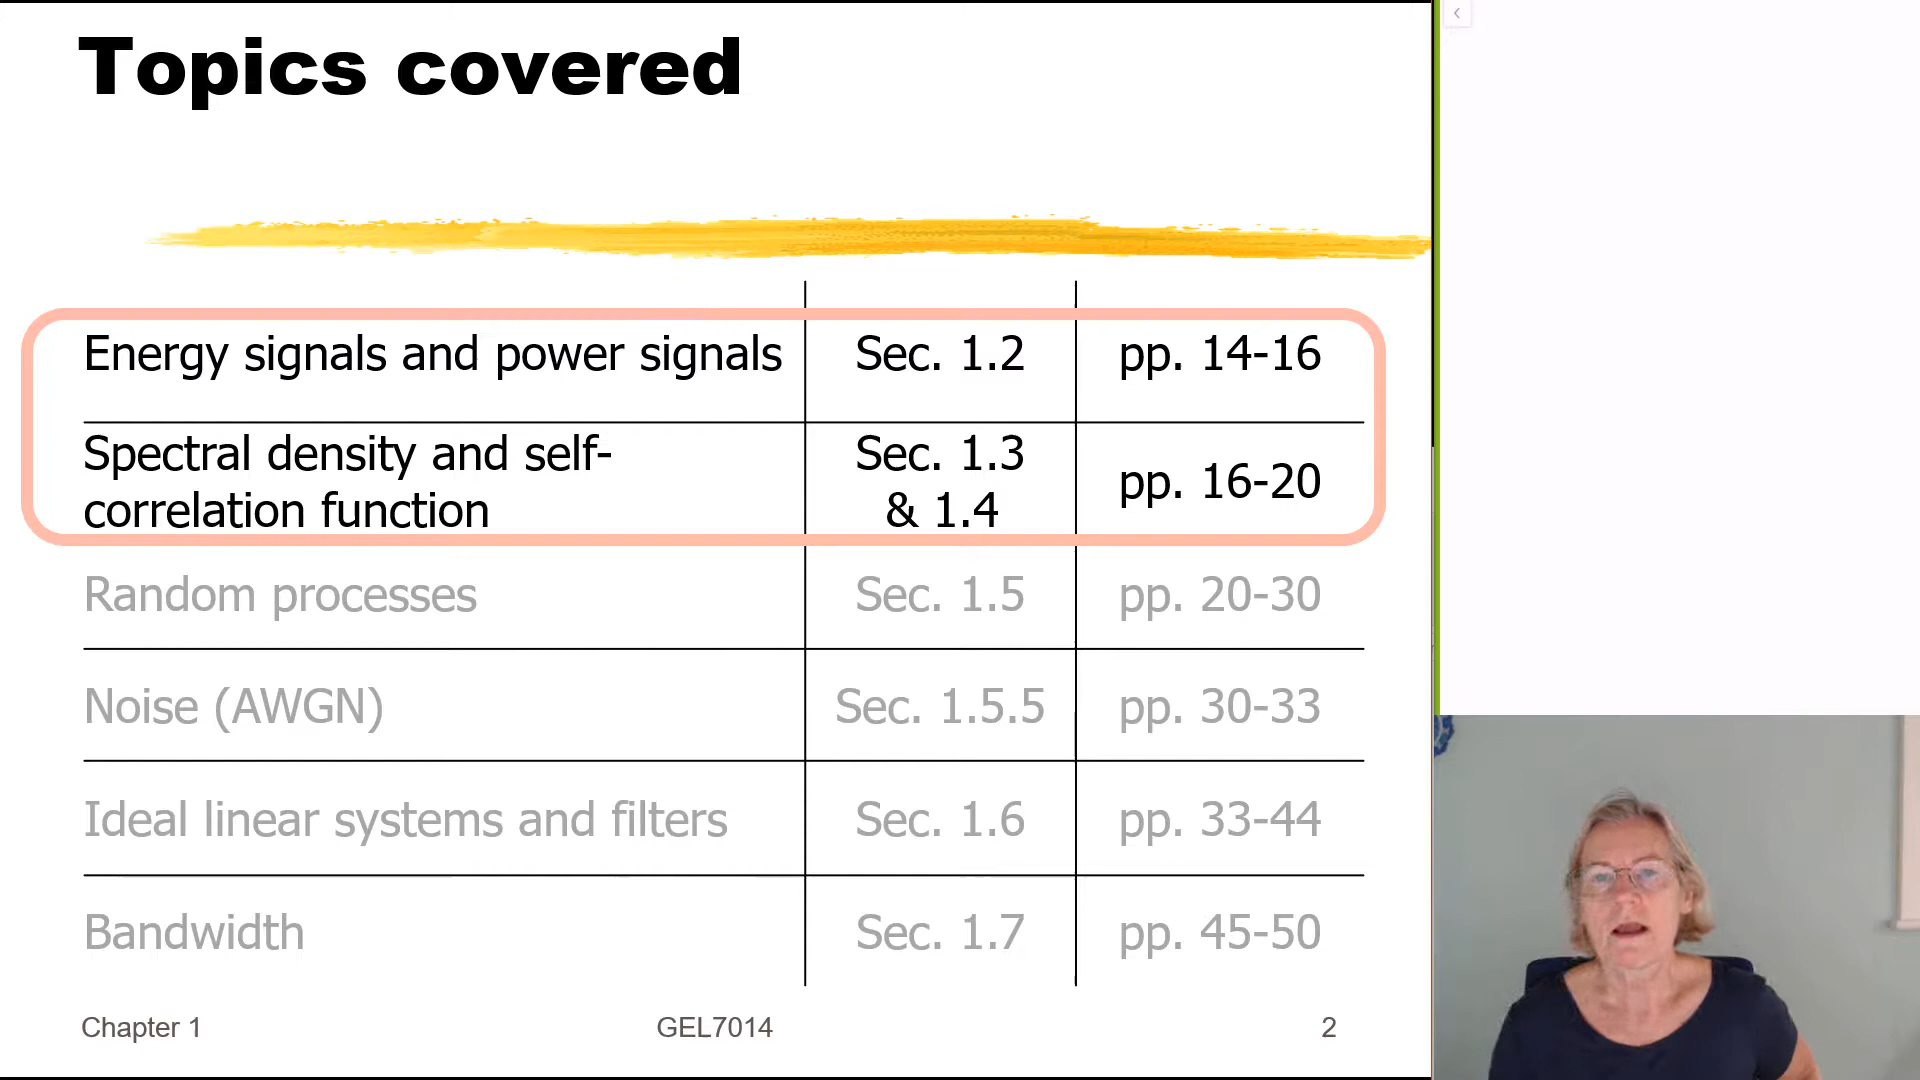 Topics covered
Energy signals and power signals Sec. 1.2 pp. 14-16
Spectral density and self-
correlation function
Sec. 1.3
& 1.4
pp. 16-20
Random processes Sec. 1.5 pp. 20-30
Noise (AWGN) Sec. 1.5.5 pp. 30-33
Ideal linear systems and filters Sec. 1.6 pp. 33-44
Bandwidth Sec. 1.7 pp. 45-50
Chapter 1 GEL7014 2